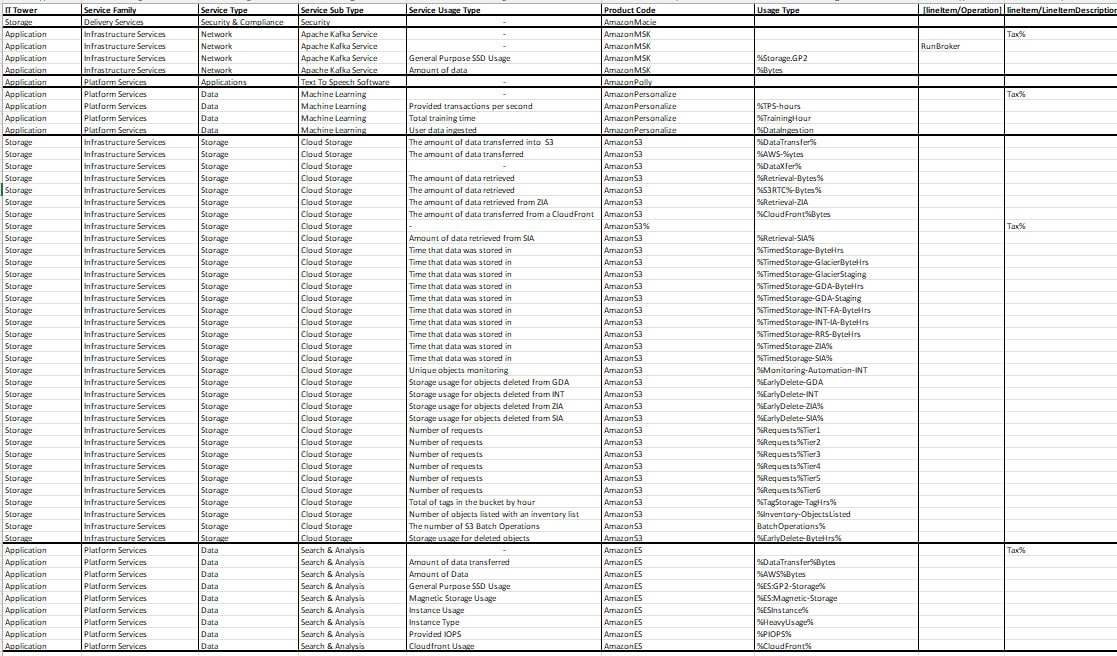 IT Tower Service Family Service Type Service Sub Type Service Usage Type Product Code Usage Type [lineItem/Operation] lineItem/LineItemDescription
Storage Delivery Services Security & Compliance Security - AmazonMacie
Application Infrastructure Services Network Apache Kafka Service - AmazonMSK Tax%
Application Infrastructure Services Network Apache Kafka Service - AmazonMSK RunBroker
Application Infrastructure Services Network Apache Kafka Service General Purpose SSD Usage AmazonMSK %Storage.GP2
Application Infrastructure Services Network Apache Kafka Service Amount of data AmazonMSK %Bytes
Application Platform Services Applications Text To Speech Software - AmazonPolly
Application Platform Services Data Machine Learning - AmazonPersonalize Tax%
Application Platform Services Data Machine Learning Provided transactions per second AmazonPersonalize %TPS-hours
Application Platform Services Data Machine Learning Total training time AmazonPersonalize %TrainingHour
Application Platform Services Data Machine Learning User data ingested AmazonPersonalize %DataIngestion
Storage Infrastructure Services Storage Cloud Storage The amount of data transferred into S3 AmazonS3 %DataTransfer%
Storage Infrastructure Services Storage Cloud Storage The amount of data transferred AmazonS3 %AWS-%ytes
Storage Infrastructure Services Storage Cloud Storage - AmazonS3 %DataXfer%
Storage Infrastructure Services Storage Cloud Storage The amount of data retrieved AmazonS3 %Retrieval-Bytes%
Storage Infrastructure Services Storage Cloud Storage The amount of data retrieved AmazonS3 %S3RTC%-Bytes%
Storage Infrastructure Services Storage Cloud Storage The amount of data retrieved from ZIA AmazonS3 %Retrieval-ZIA
Storage Infrastructure Services Storage Cloud Storage The amount of data transferred from a CloudFront AmazonS3 %CloudFront%Bytes
Storage Infrastructure Services Storage Cloud Storage - AmazonS3% Tax%
Storage Infrastructure Services Storage Cloud Storage Amount of data retrieved from SIA AmazonS3 %Retrieval-SIA%
Storage Infrastructure Services Storage Cloud Storage Time that data was stored in AmazonS3 %TimedStorage-ByteHrs
Storage Infrastructure Services Storage Cloud Storage Time that data was stored in AmazonS3 %TimedStorage-GlacierByteHrs
Storage Infrastructure Services Storage Cloud Storage Time that data was stored in AmazonS3 %TimedStorage-GlacierStaging
Storage Infrastructure Services Storage Cloud Storage Time that data was stored in AmazonS3 %TimedStorage-GDA-ByteHrs
Storage Infrastructure Services Storage Cloud Storage Time that data was stored in AmazonS3 %TimedStorage-GDA-Staging
Storage Infrastructure Services Storage Cloud Storage Time that data was stored in AmazonS3 %TimedStorage-INT-FA-ByteHrs
Storage Infrastructure Services Storage Cloud Storage Time that data was stored in AmazonS3 %TimedStorage-INT-IA-ByteHrs
Storage Infrastructure Services Storage Cloud Storage Time that data was stored in AmazonS3 %TimedStorage-RRS-ByteHrs
Storage Infrastructure Services Storage Cloud Storage Time that data was stored in AmazonS3 %TimedStorage-ZIA%
Storage Infrastructure Services Storage Cloud Storage Time that data was stored in AmazonS3 %TimedStorage-SIA%
Storage Infrastructure Services Storage Cloud Storage Unique objects monitoring AmazonS3 %Monitoring-Automation-INT
Storage Infrastructure Services Storage Cloud Storage Storage usage for objects deleted from GDA AmazonS3 %EarlyDelete-GDA
Storage Infrastructure Services Storage Cloud Storage Storage usage for objects deleted from INT AmazonS3 %EarlyDelete-INT
Storage Infrastructure Services Storage Cloud Storage Storage usage for objects deleted from ZIA AmazonS3 %EarlyDelete-ZIA%
Storage Infrastructure Services Storage Cloud Storage Storage usage for objects deleted from SIA AmazonS3 %EarlyDelete-SIA%
Storage Infrastructure Services Storage Cloud Storage Number of requests AmazonS3 %Requests%Tier1
Storage Infrastructure Services Storage Cloud Storage Number of requests AmazonS3 %Requests%Tier2
Storage Infrastructure Services Storage Cloud Storage Number of requests AmazonS3 %Requests%Tier3
Storage Infrastructure Services Storage Cloud Storage Number of requests AmazonS3 %Requests%Tier4
Storage Infrastructure Services Storage Cloud Storage Number of requests AmazonS3 %Requests%Tier5
Storage Infrastructure Services Storage Cloud Storage Number of requests AmazonS3 %Requests%Tier6
Storage Infrastructure Services Storage Cloud Storage Total of tags in the bucket by hour AmazonS3 %TagStorage-TagHrs%
Storage Infrastructure Services Storage Cloud Storage Number of objects listed with an inventory list AmazonS3 %Inventory-ObjectsListed
Storage Infrastructure Services Storage Cloud Storage The number of S3 Batch Operations AmazonS3 BatchOperations%
Storage Infrastructure Services Storage Cloud Storage Storage usage for deleted objects AmazonS3 %EarlyDelete-ByteHrs%
Application Platform Services Data Search & Analysis - AmazonES Tax%
Application Platform Services Data Search & Analysis Amount of data transferred AmazonES %DataTransfer%Bytes
Application Platform Services Data Search & Analysis Amount of Data AmazonES %AWS%Bytes
Application Platform Services Data Search & Analysis General Purpose SSD Usage AmazonES %ES:GP2-Storage%
Application Platform Services Data Search & Analysis Magnetic Storage Usage AmazonES %ES:Magnetic-Storage
Application Platform Services Data Search & Analysis Instance Usage AmazonES %ESInstance%
Application Platform Services Data Search & Analysis Instance Type AmazonES %HeavyUsage%
Application Platform Services Data Search & Analysis Provided IOPS AmazonES %PIOPS%
Application Platform Services Data Search & Analysis Cloudfront Usage AmazonES %CloudFront%